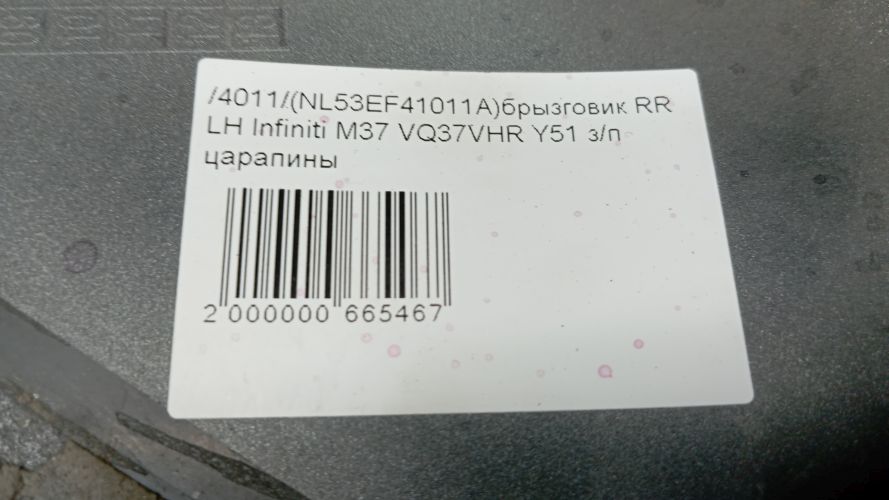 /4011/(NL53EF41011A)брызговик RR
LH Infiniti M37 VQ37VHR Y51 з/п
царапины
2 000000 665467